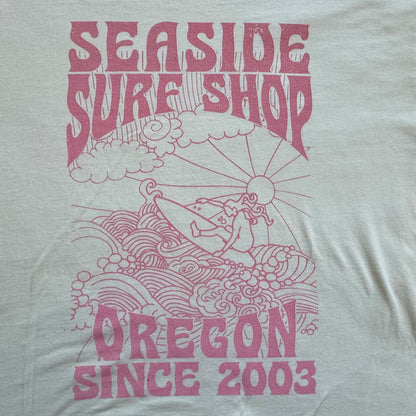 SEASIDE
SURF SHOP
OREGON
SINCE 2003